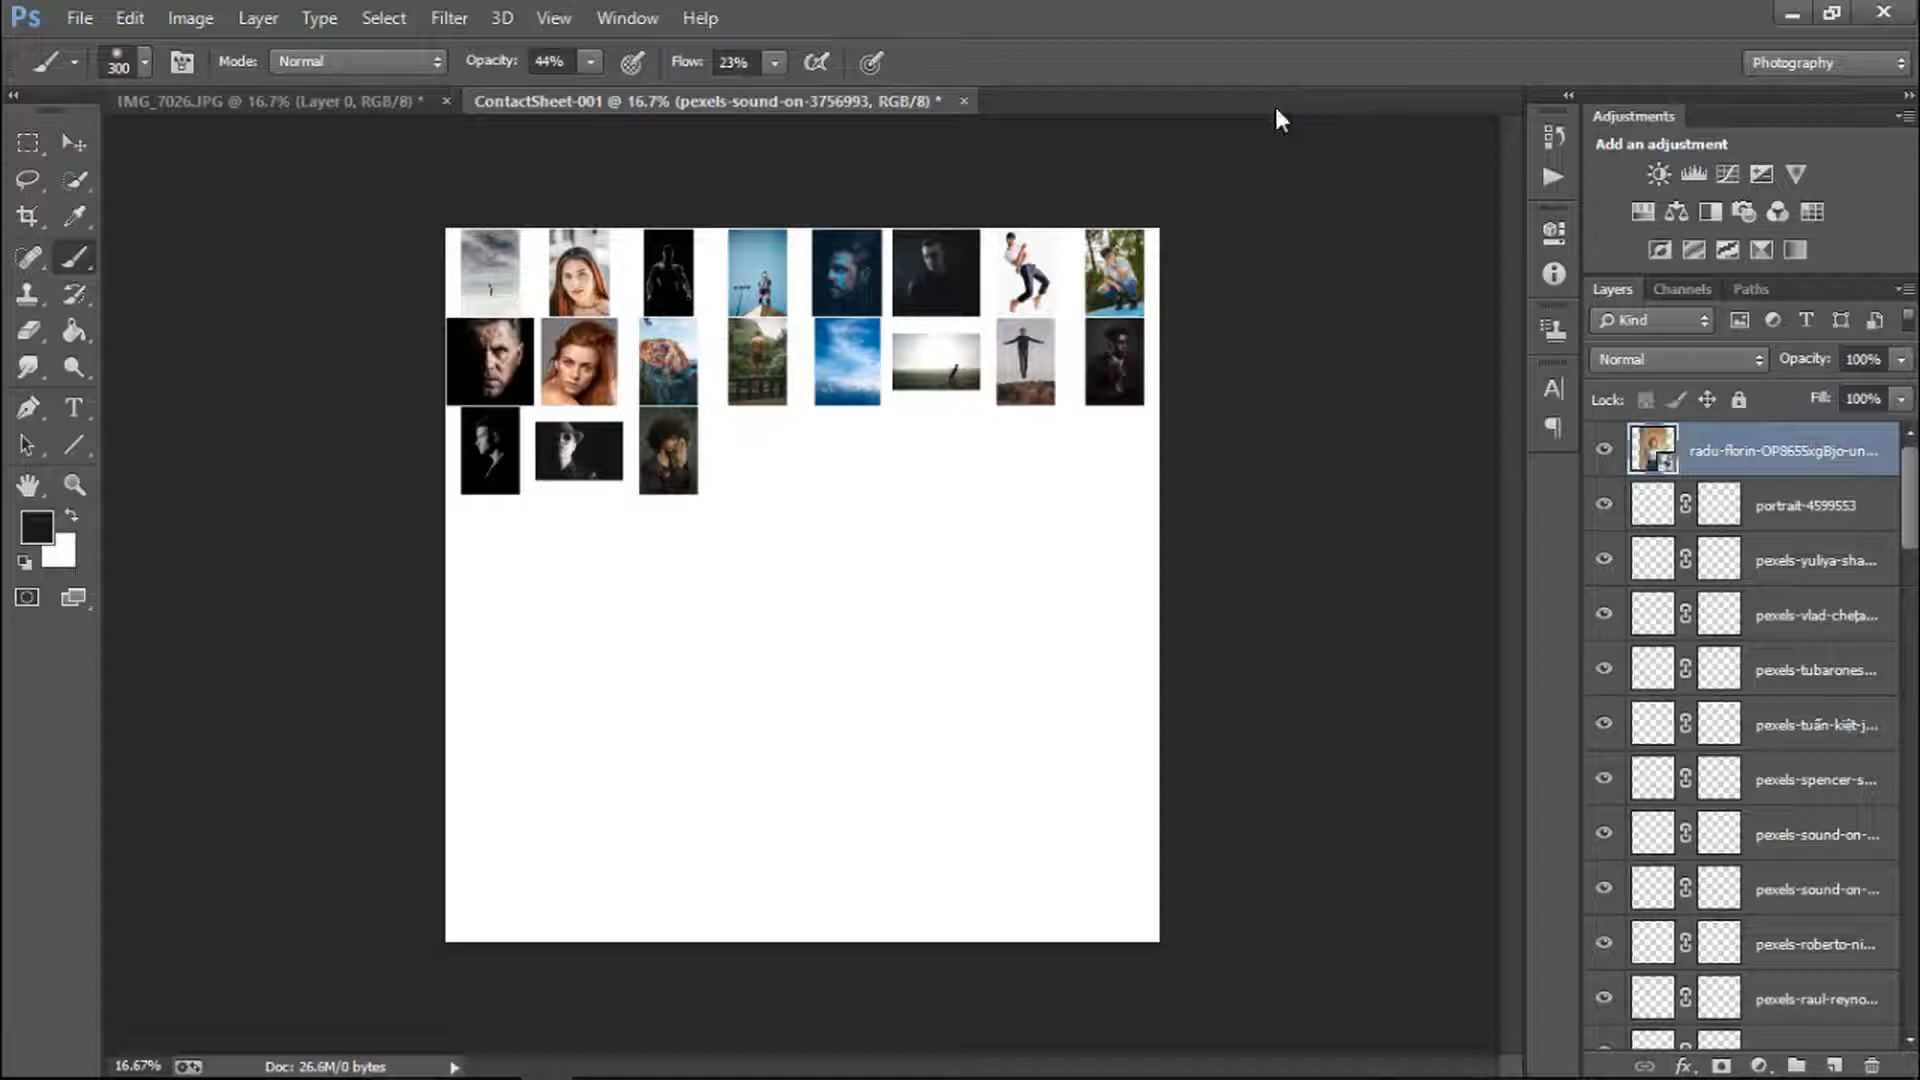 Ps File Edit Image Layer Type Select Filter 3D View Window Help
300 Mode: Normal Opacity: 44% Flow: 23% Photography
IMG_7026.JPG @ 16.7% (Layer 0, RGB/8) * × ContactSheet-001 @ 16.7% (pexels-sound-on-3756993, RGB/8) * ×
Adjustments
Add an adjustment
Layers Channels Paths
Kind
Normal Opacity: 100%
Lock: Fill: 100%
radu-florin-OP8655xgBjo-un...
portrait-4599553
pexels-yuliya-sha...
pexels-vlad-cheţa...
pexels-tubarones...
pexels-tuấn-kiệt-j...
pexels-spencer-s...
pexels-sound-on-...
pexels-sound-on-...
pexels-roberto-ni...
pexels-raul-reyno...
16.67% Doc: 26.6M/0 bytes